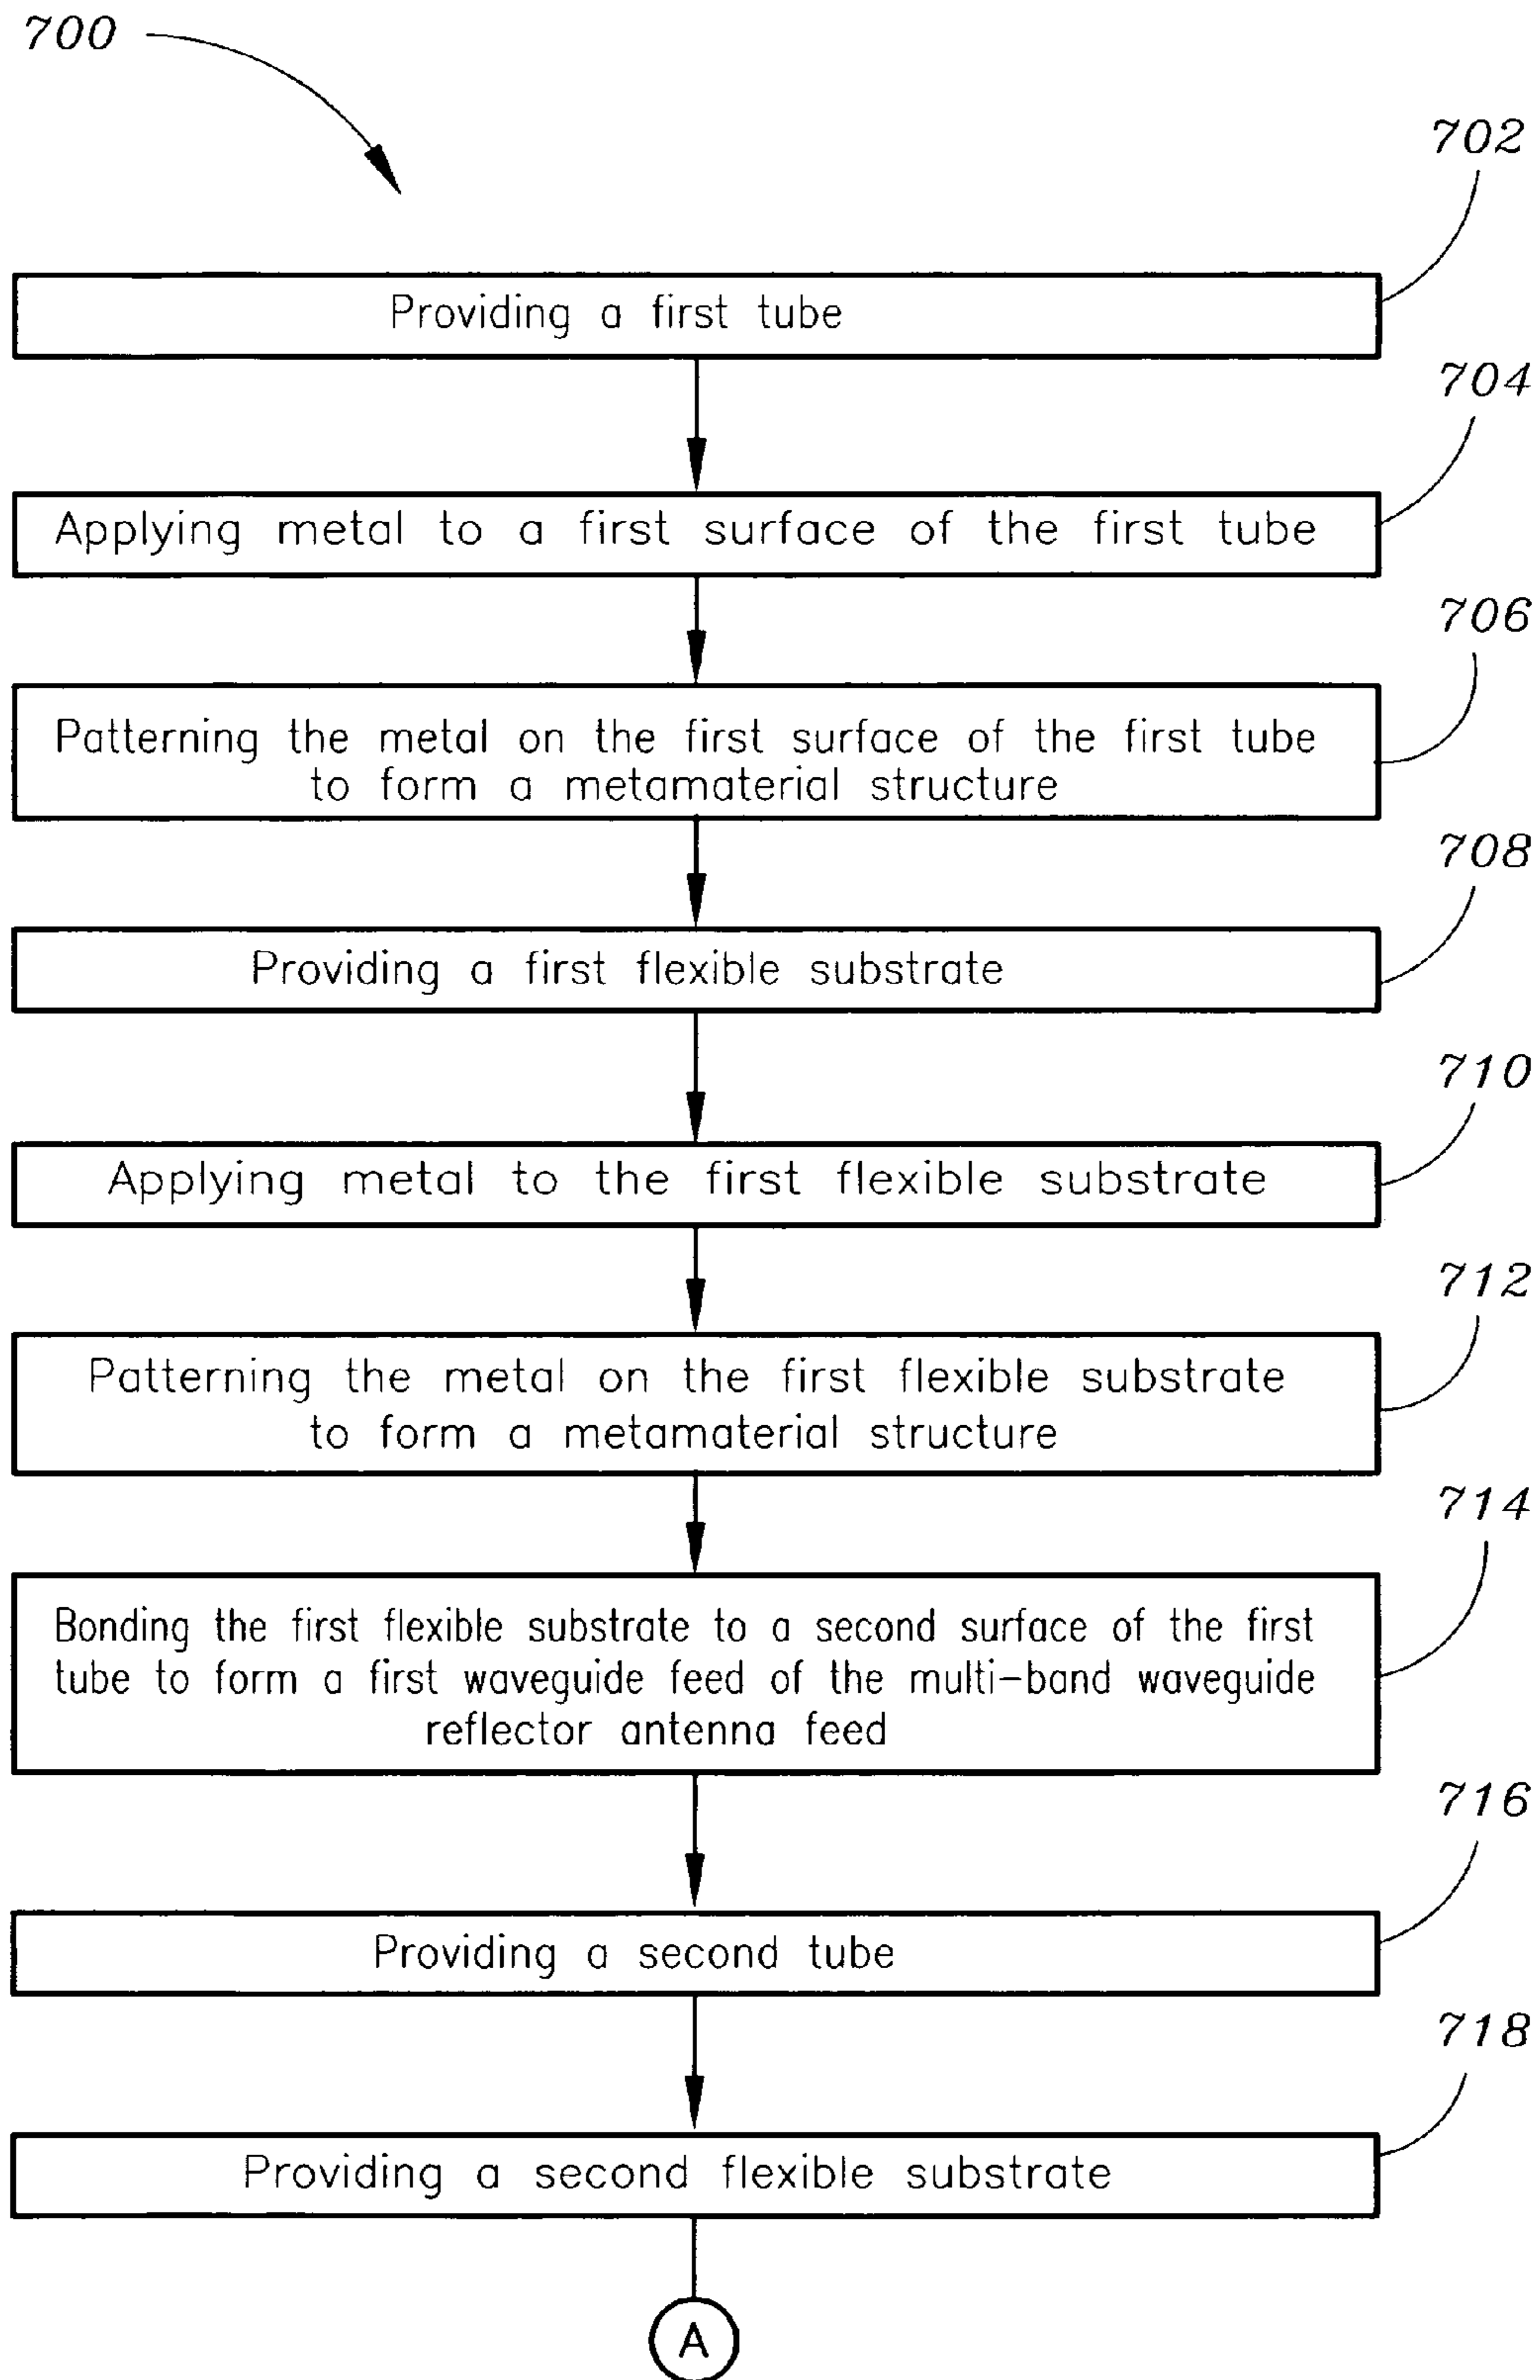 700
702
Providing a first tube
704
Applying metal to a first surface of the first tube
706
Patterning the metal on the first surface of the first tube
to form a metamaterial structure
708
Providing a first flexible substrate
710
Applying metal to the first flexible substrate
712
Patterning the metal on the first flexible substrate
to form a metamaterial structure
714
Bonding the first flexible substrate to a second surface of the first
tube to form a first waveguide feed of the multi-band waveguide
reflector antenna feed
716
Providing a second tube
718
Providing a second flexible substrate
A